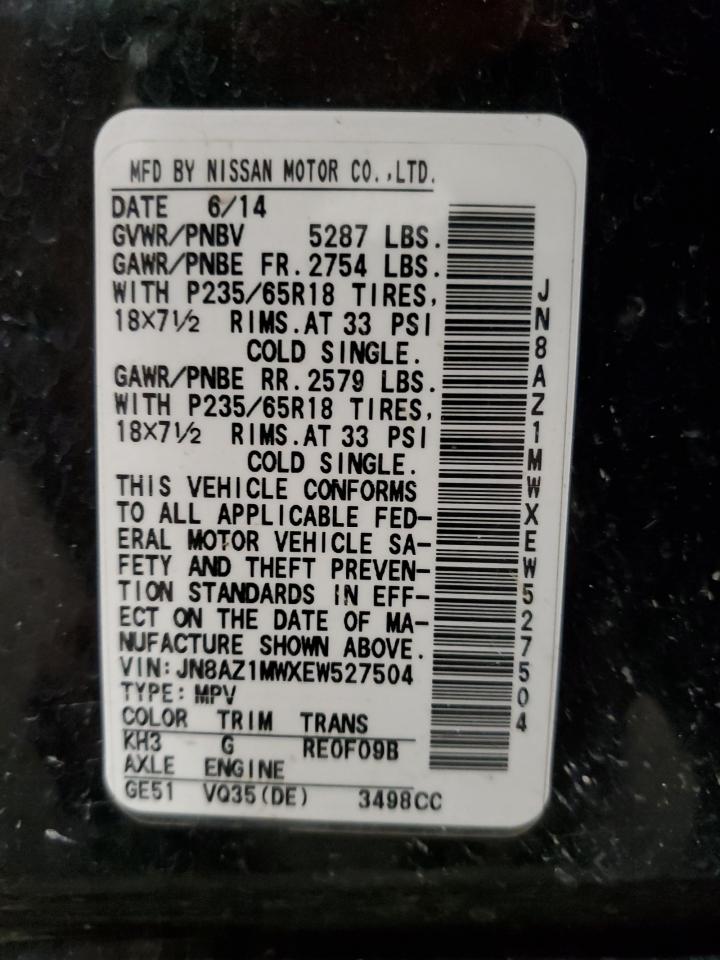 MFD BY NISSAN MOTOR CO.,LTD.
DATE 6/14
GVWR/PNBV 5287 LBS.
GAWR/PNBE FR. 2754 LBS.
WITH P235/65R18 TIRES,
18X7½ RIMS.AT 33 PSI
COLD SINGLE.
GAWR/PNBE RR. 2579 LBS.
WITH P235/65R18 TIRES,
18X7½ RIMS.AT 33 PSI
COLD SINGLE.
THIS VEHICLE CONFORMS
TO ALL APPLICABLE FED-
ERAL MOTOR VEHICLE SA-
FETY AND THEFT PREVEN-
TION STANDARDS IN EFF-
ECT ON THE DATE OF MA-
NUFACTURE SHOWN ABOVE.
VIN: JN8AZ1MWXEW527504
TYPE: MPV
COLOR TRIM TRANS
KH3 G RE0F09B
AXLE ENGINE
GE51 VQ35(DE) 3498CC
JN8AZ1MWXEW527504